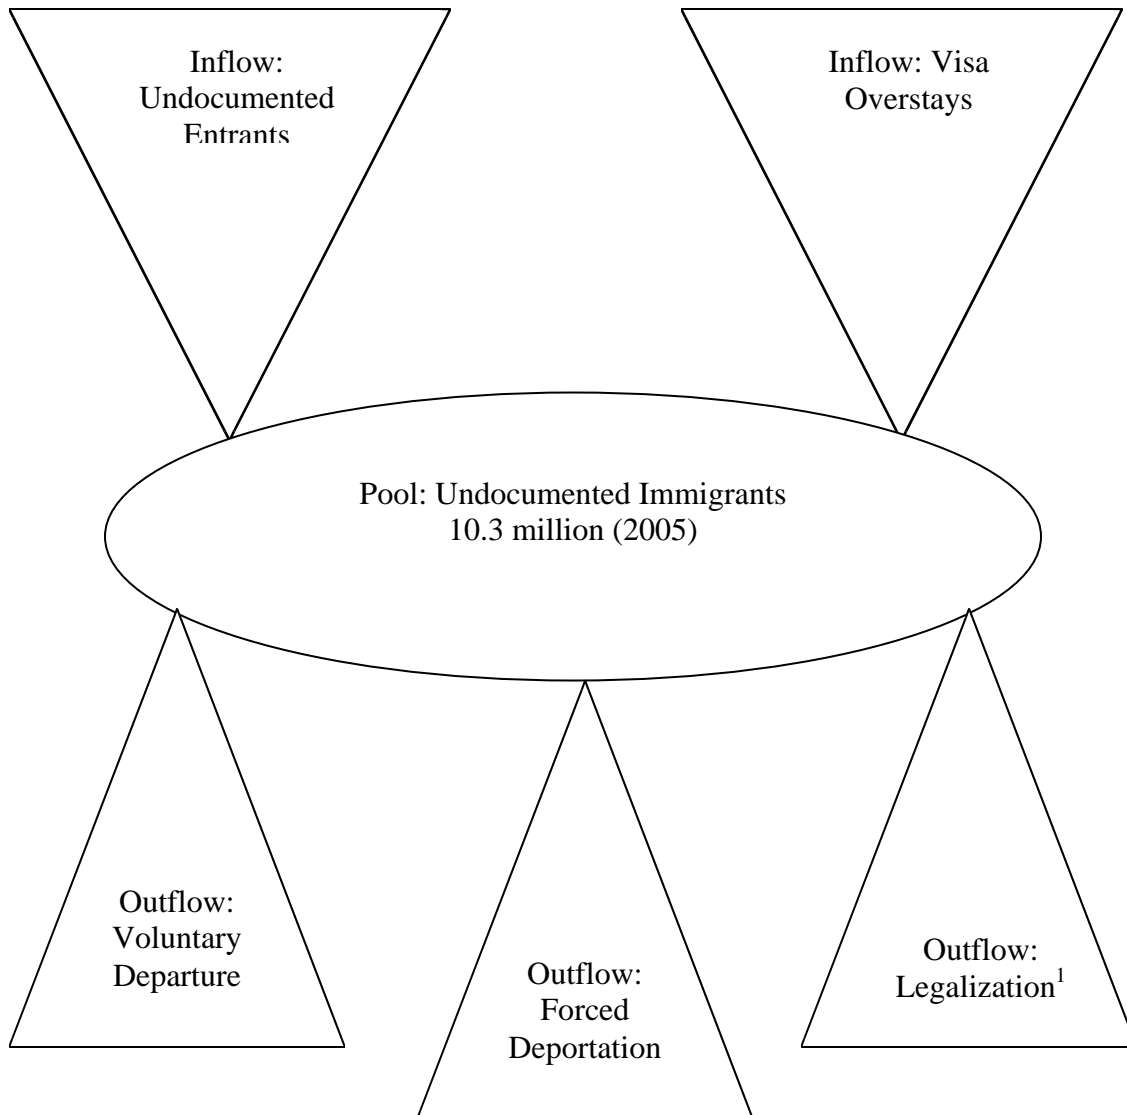 Inflow:
Undocumented
Entrants
Inflow: Visa
Overstays
Pool: Undocumented Immigrants
10.3 million (2005)
Outflow:
Voluntary
Departure
Outflow:
Forced
Deportation
Outflow:
Legalization¹